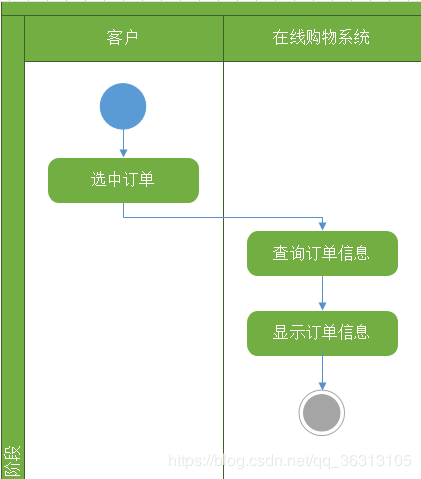 客户
在线购物系统
选中订单
查询订单信息
显示订单信息
阶段
https://blog.csdn.net/qq_36313105